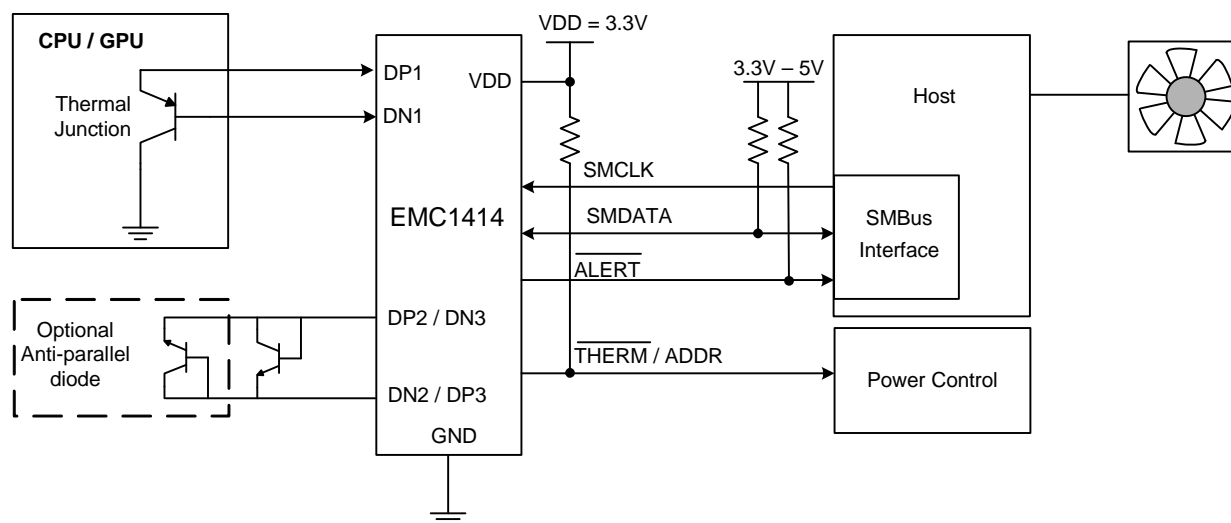 CPU / GPU
Thermal
Junction
Optional
Anti-parallel
diode
DP1
DN1
VDD
EMC1414
DP2 / DN3
DN2 / DP3
GND
VDD = 3.3V
3.3V – 5V
SMCLK
SMDATA
ALERT
THERM / ADDR
Host
SMBus
Interface
Power Control